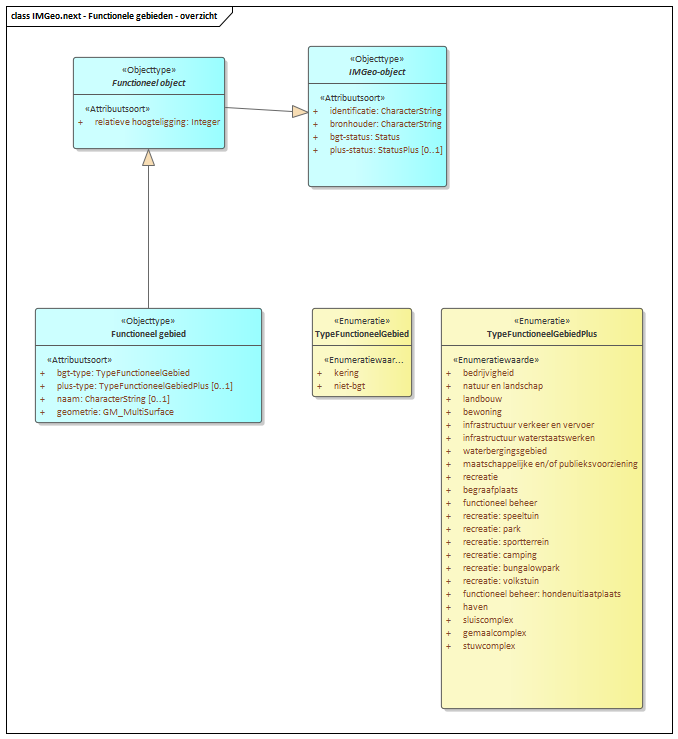 class IMGeo.next - Functionele gebieden - overzicht
«Objecttype»
Functioneel object
«Attribuutsoort»
+ relatieve hoogteligging: Integer
«Objecttype»
IMGeo-object
«Attribuutsoort»
+ identificatie: CharacterString
+ bronhouder: CharacterString
+ bgt-status: Status
+ plus-status: StatusPlus [0..1]
«Objecttype»
Functioneel gebied
«Attribuutsoort»
+ bgt-type: TypeFunctioneelGebied
+ plus-type: TypeFunctioneelGebiedPlus [0..1]
+ naam: CharacterString [0..1]
+ geometrie: GM_MultiSurface
«Enumeratie»
TypeFunctioneelGebied
«Enumeratiewaar...
+ kering
+ niet-bgt
«Enumeratie»
TypeFunctioneelGebiedPlus
«Enumeratiewaarde»
+ bedrijvigheid
+ natuur en landschap
+ landbouw
+ bewoning
+ infrastructuur verkeer en vervoer
+ infrastructuur waterstaatswerken
+ waterbergingsgebied
+ maatschappelijke en/of publieksvoorziening
+ recreatie
+ begraafplaats
+ functioneel beheer
+ recreatie: speeltuin
+ recreatie: park
+ recreatie: sportterrein
+ recreatie: camping
+ recreatie: bungalowpark
+ recreatie: volkstuin
+ functioneel beheer: hondenuitlaatplaats
+ haven
+ sluiscomplex
+ gemaalcomplex
+ stuwcomplex